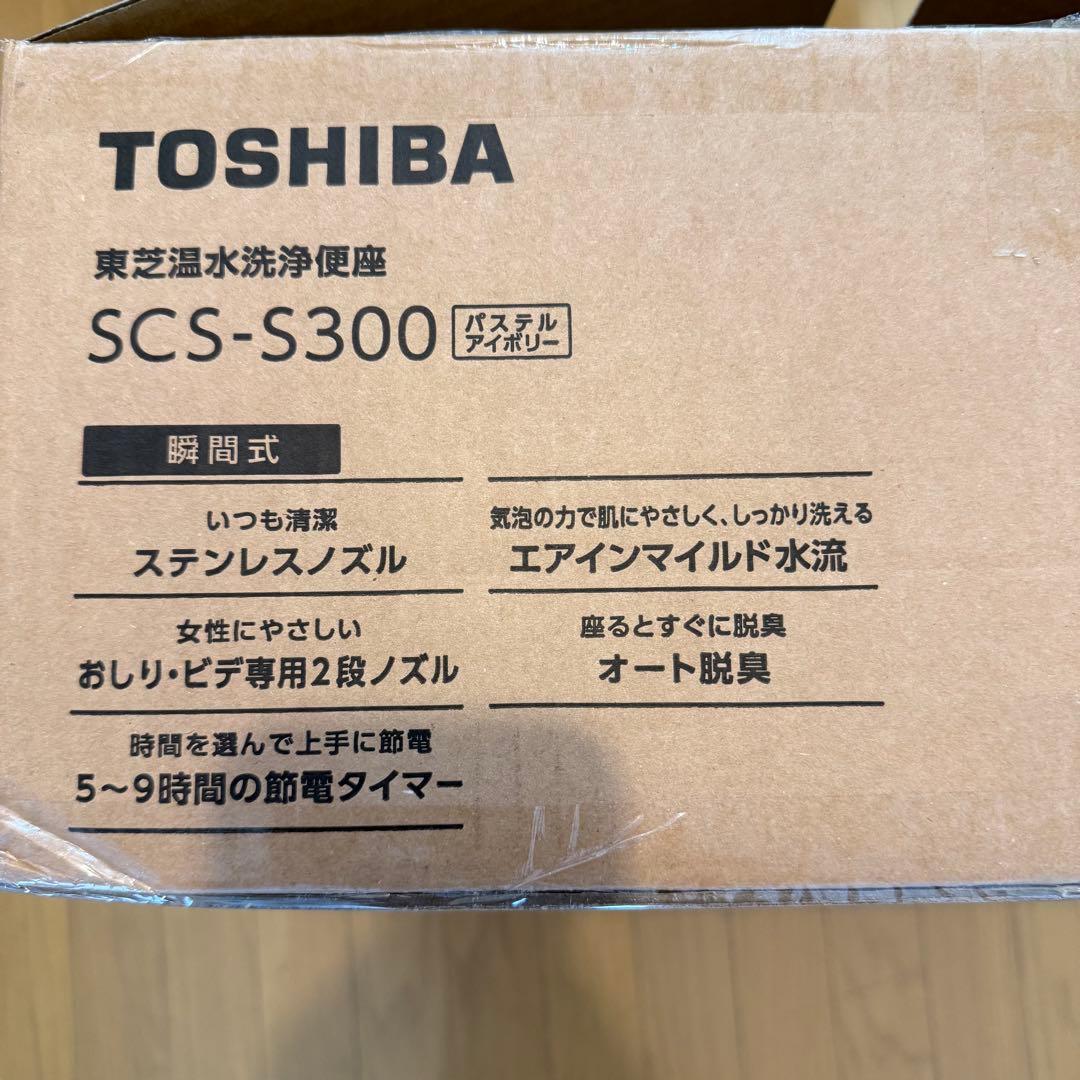 TOSHIBA
東芝温水洗浄便座
SCS-S300 パステル
アイボリー
瞬間式
いつも清潔
ステンレスノズル
気泡の力で肌にやさしく、しっかり洗える
エアインマイルド水流
女性にやさしい
おしり・ビデ専用2段ノズル
座るとすぐに脱臭
オート脱臭
時間を選んで上手に節電
5～9時間の節電タイマー